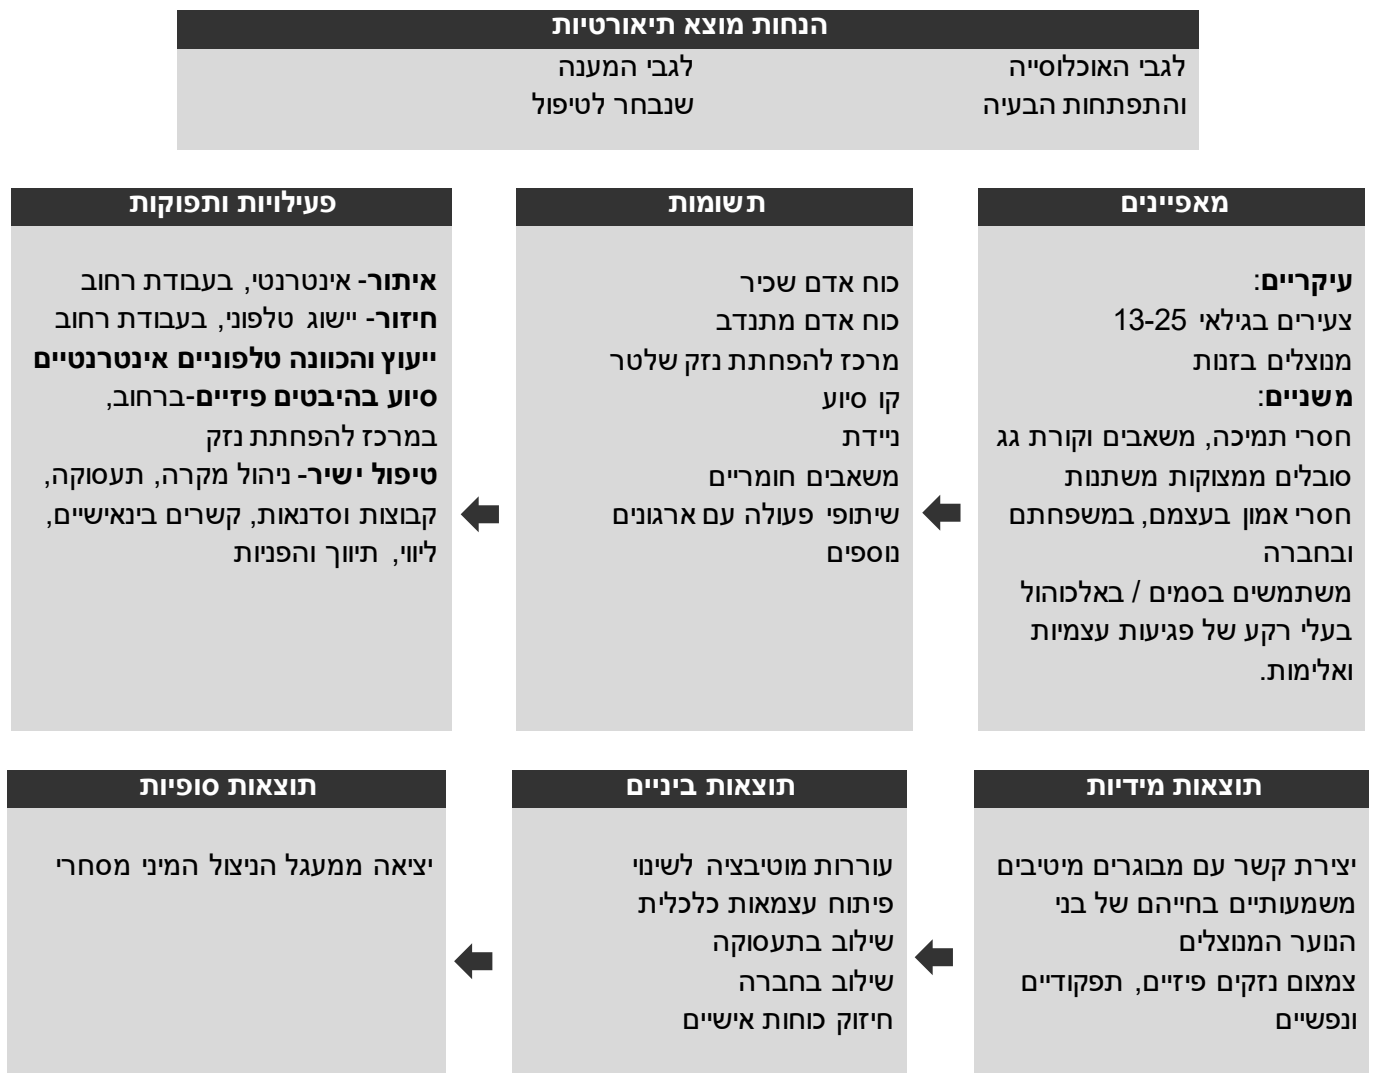 הנחות מוצא תיאורטיות
לגבי האוכלוסייה
והתפתחות הבעיה
לגבי המענה
שנבחר לטיפול
מאפיינים
עיקריים:
צעירים בגילאי 13-25
מנוצלים בזנות
משניים:
חסרי תמיכה, משאבים וקורת גג
סובלים ממצוקות משתנות
חסרי אמון בעצמם, במשפחתם
ובחברה
משתמשים בסמים / באלכוהול
בעלי רקע של פגיעות עצמיות
ואלימות.
תשומות
כוח אדם שכיר
כוח אדם מתנדב
מרכז להפחתת נזק שלטר
קו סיוע
ניידת
משאבים חומריים
שיתופי פעולה עם ארגונים
נוספים
פעילויות ותפוקות
איתור- אינטרנטי, בעבודת רחוב
חיזור- יישוג טלפוני, בעבודת רחוב
ייעוץ והכוונה טלפוניים אינטרנטיים
סיוע בהיבטים פיזיים-ברחוב,
במרכז להפחתת נזק
טיפול ישיר- ניהול מקרה, תעסוקה,
קבוצות וסדנאות, קשרים בינאישיים,
ליווי, תיווך והפניות
תוצאות מידיות
יצירת קשר עם מבוגרים מיטיבים
משמעותיים בחייהם של בני
הנוער המנוצלים
צמצום נזקים פיזיים, תפקודיים
ונפשיים
תוצאות ביניים
עוררות מוטיבציה לשינוי
פיתוח עצמאות כלכלית
שילוב בתעסוקה
שילוב בחברה
חיזוק כוחות אישיים
תוצאות סופיות
יציאה ממעגל הניצול המיני מסחרי